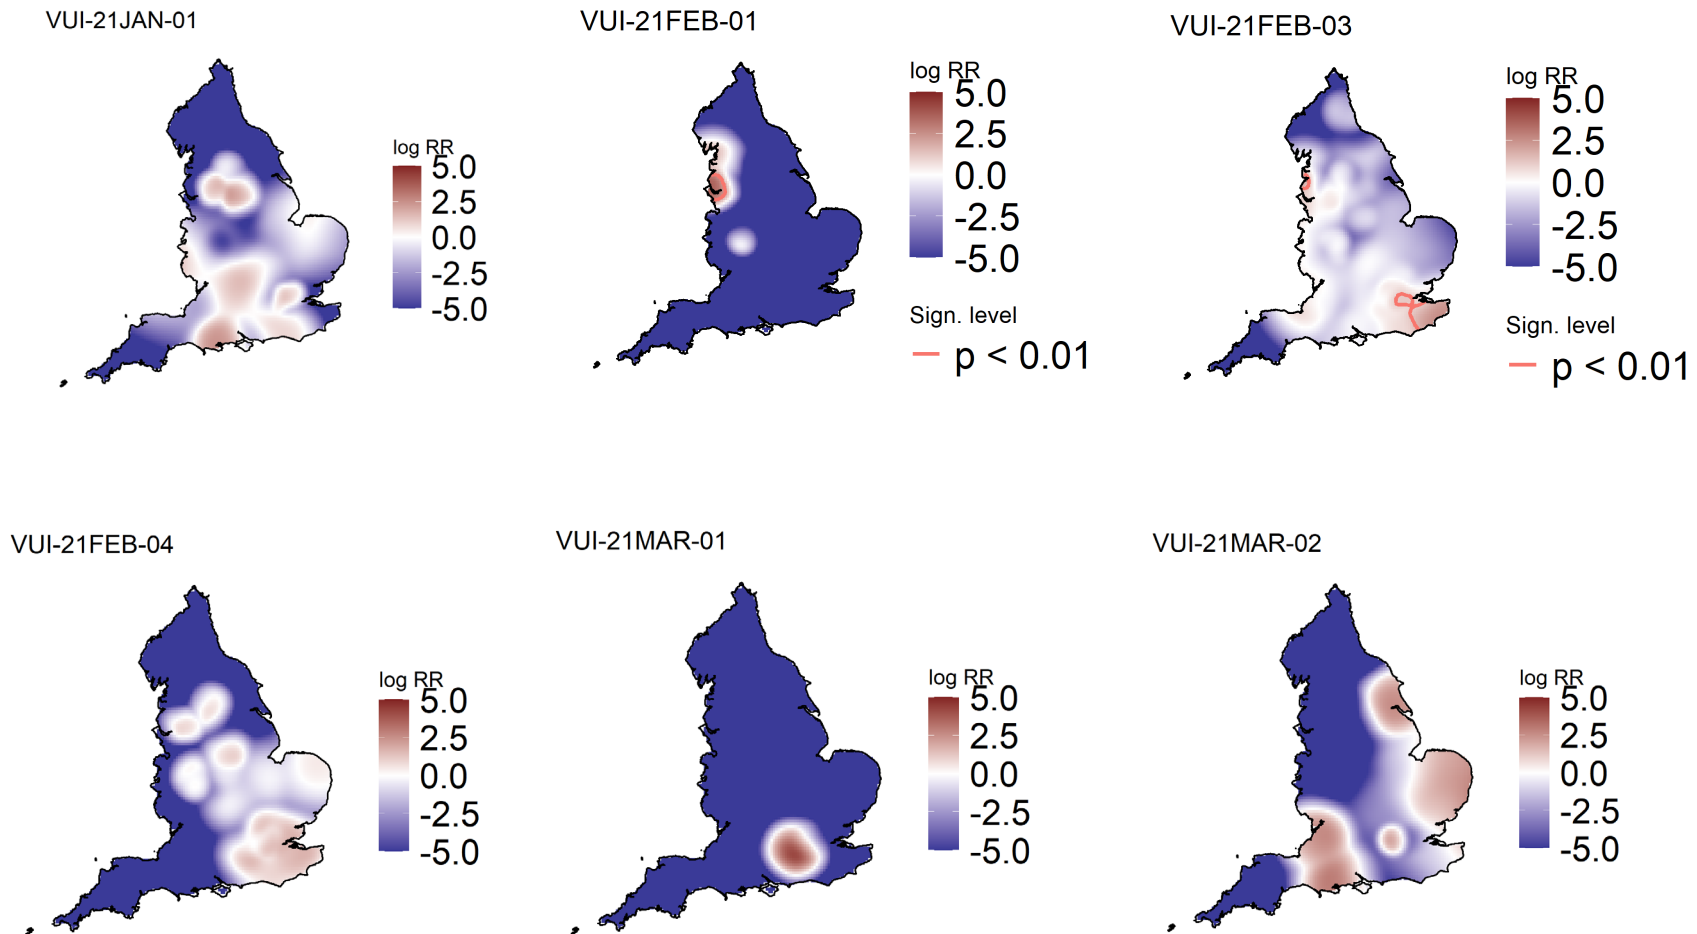 VUI-21JAN-01
log RR
5.0
2.5
0.0
-2.5
-5.0
VUI-21FEB-01
log RR
5.0
2.5
0.0
-2.5
-5.0
Sign. level
p < 0.01
VUI-21FEB-03
log RR
5.0
2.5
0.0
-2.5
-5.0
Sign. level
p < 0.01
VUI-21FEB-04
log RR
5.0
2.5
0.0
-2.5
-5.0
VUI-21MAR-01
log RR
5.0
2.5
0.0
-2.5
-5.0
VUI-21MAR-02
log RR
5.0
2.5
0.0
-2.5
-5.0